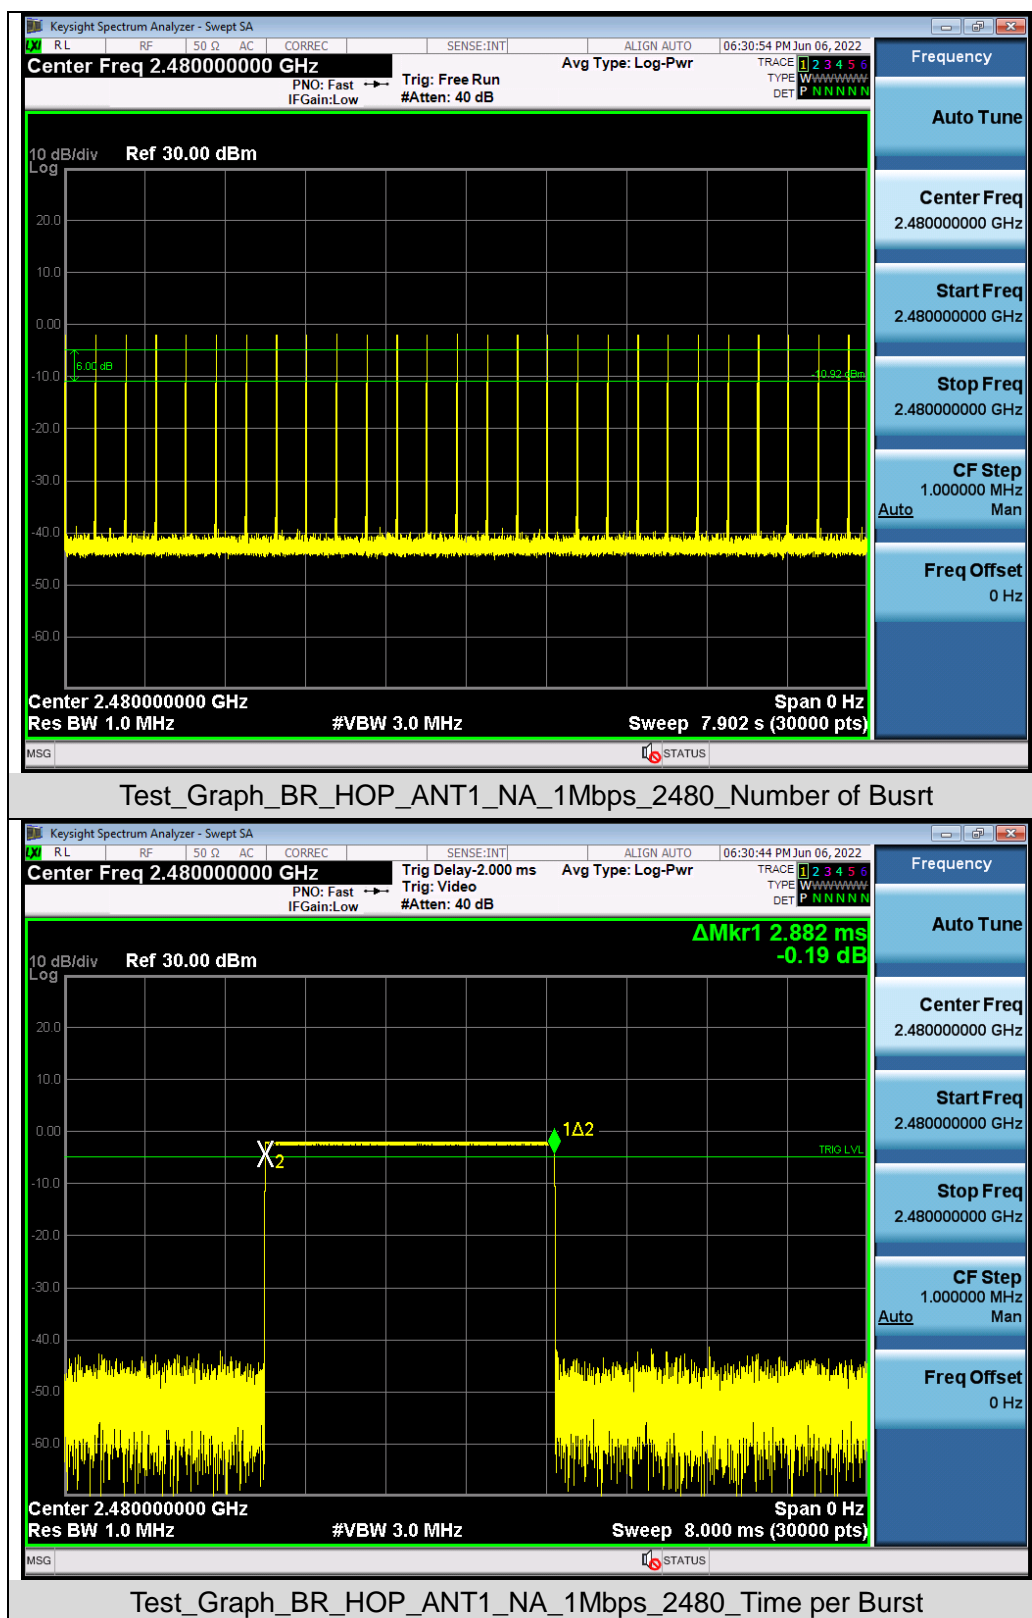 Keysight Spectrum Analyzer - Swept SA
LXI RL RF 50 Ω AC CORREC SENSE:INT ALIGN AUTO 06:30:54 PM Jun 06, 2022
Center Freq 2.480000000 GHz
PNO: Fast
IFGain:Low
Trig: Free Run
#Atten: 40 dB
Avg Type: Log-Pwr
TRACE 1 2 3 4 5 6
TYPE WWWWWW
DET P N N N N N
10 dB/div Ref 30.00 dBm
Log
20.0
10.0
0.00
6.00 dB
-10.0
-10.92 dBm
-20.0
-30.0
-40.0
-50.0
-60.0
Center 2.480000000 GHz Span 0 Hz
Res BW 1.0 MHz #VBW 3.0 MHz Sweep 7.902 s (30000 pts)
MSG STATUS
Frequency
Auto Tune
Center Freq
2.480000000 GHz
Start Freq
2.480000000 GHz
Stop Freq
2.480000000 GHz
CF Step
1.000000 MHz
Auto Man
Freq Offset
0 Hz
Test_Graph_BR_HOP_ANT1_NA_1Mbps_2480_Number of Busrt
Keysight Spectrum Analyzer - Swept SA
LXI RL RF 50 Ω AC CORREC SENSE:INT ALIGN AUTO 06:30:44 PM Jun 06, 2022
Center Freq 2.480000000 GHz
PNO: Fast
IFGain:Low
Trig Delay-2.000 ms
Trig: Video
#Atten: 40 dB
Avg Type: Log-Pwr
TRACE 1 2 3 4 5 6
TYPE WWWWWW
DET P N N N N N
ΔMkr1 2.882 ms
-0.19 dB
10 dB/div Ref 30.00 dBm
Log
20.0
10.0
0.00
1Δ2
X2
TRIG LVL
-10.0
-20.0
-30.0
-40.0
-50.0
-60.0
Center 2.480000000 GHz Span 0 Hz
Res BW 1.0 MHz #VBW 3.0 MHz Sweep 8.000 ms (30000 pts)
MSG STATUS
Frequency
Auto Tune
Center Freq
2.480000000 GHz
Start Freq
2.480000000 GHz
Stop Freq
2.480000000 GHz
CF Step
1.000000 MHz
Auto Man
Freq Offset
0 Hz
Test_Graph_BR_HOP_ANT1_NA_1Mbps_2480_Time per Burst